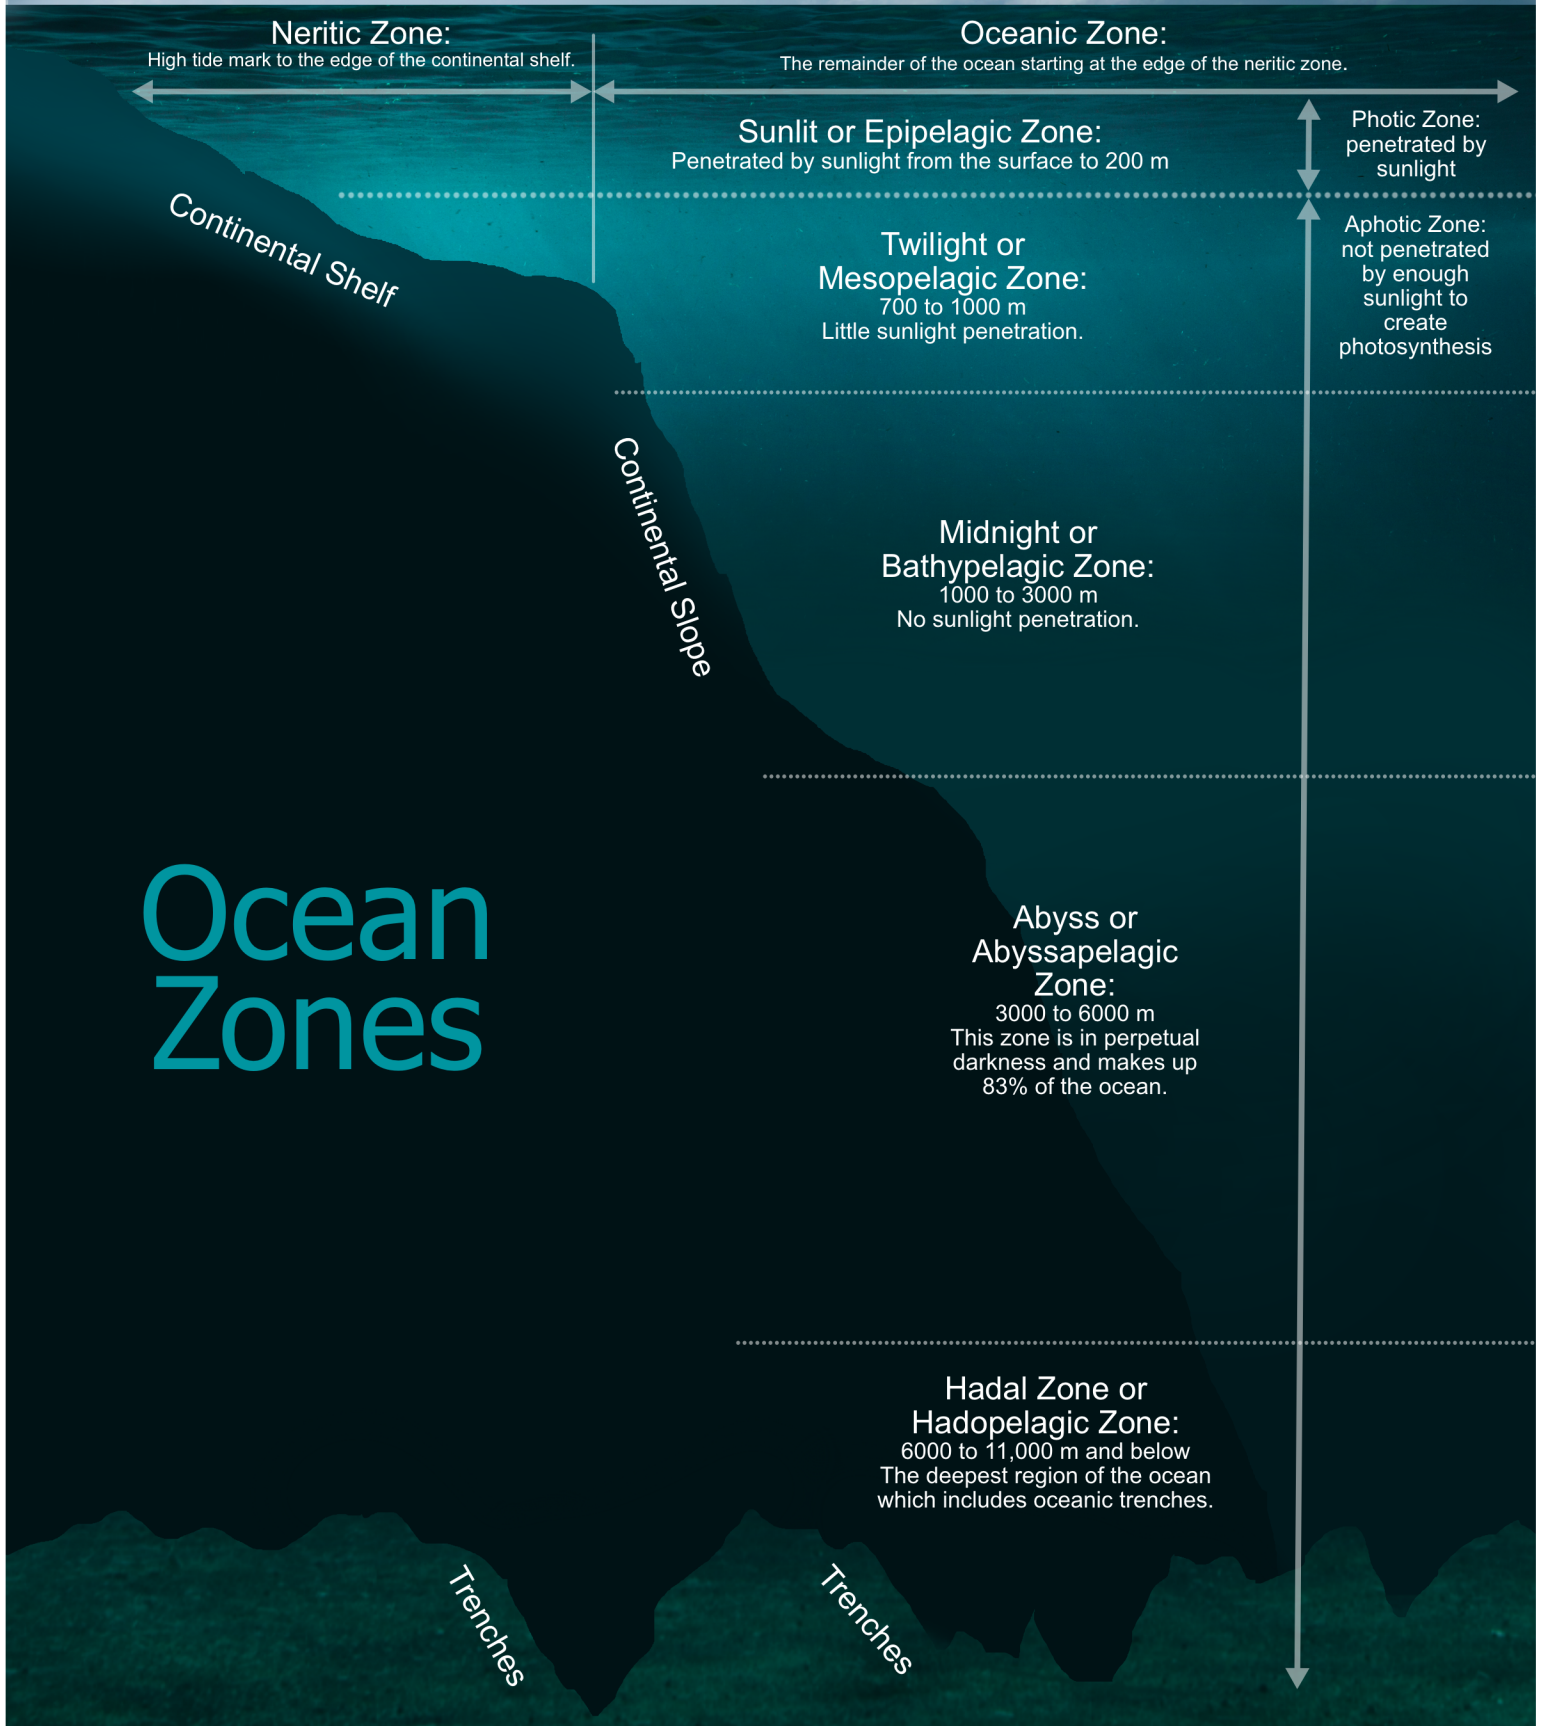 Neritic Zone:
High tide mark to the edge of the continental shelf.
Oceanic Zone:
The remainder of the ocean starting at the edge of the neritic zone.
Sunlit or Epipelagic Zone:
Penetrated by sunlight from the surface to 200 m
Photic Zone:
penetrated by
sunlight
Continental Shelf
Twilight or
Mesopelagic Zone:
700 to 1000 m
Little sunlight penetration.
Aphotic Zone:
not penetrated
by enough
sunlight to
create
photosynthesis
Continental Slope
Midnight or
Bathypelagic Zone:
1000 to 3000 m
No sunlight penetration.
Ocean
Zones
Abyss or
Abyssapelagic
Zone:
3000 to 6000 m
This zone is in perpetual
darkness and makes up
83% of the ocean.
Hadal Zone or
Hadopelagic Zone:
6000 to 11,000 m and below
The deepest region of the ocean
which includes oceanic trenches.
Trenches
Trenches